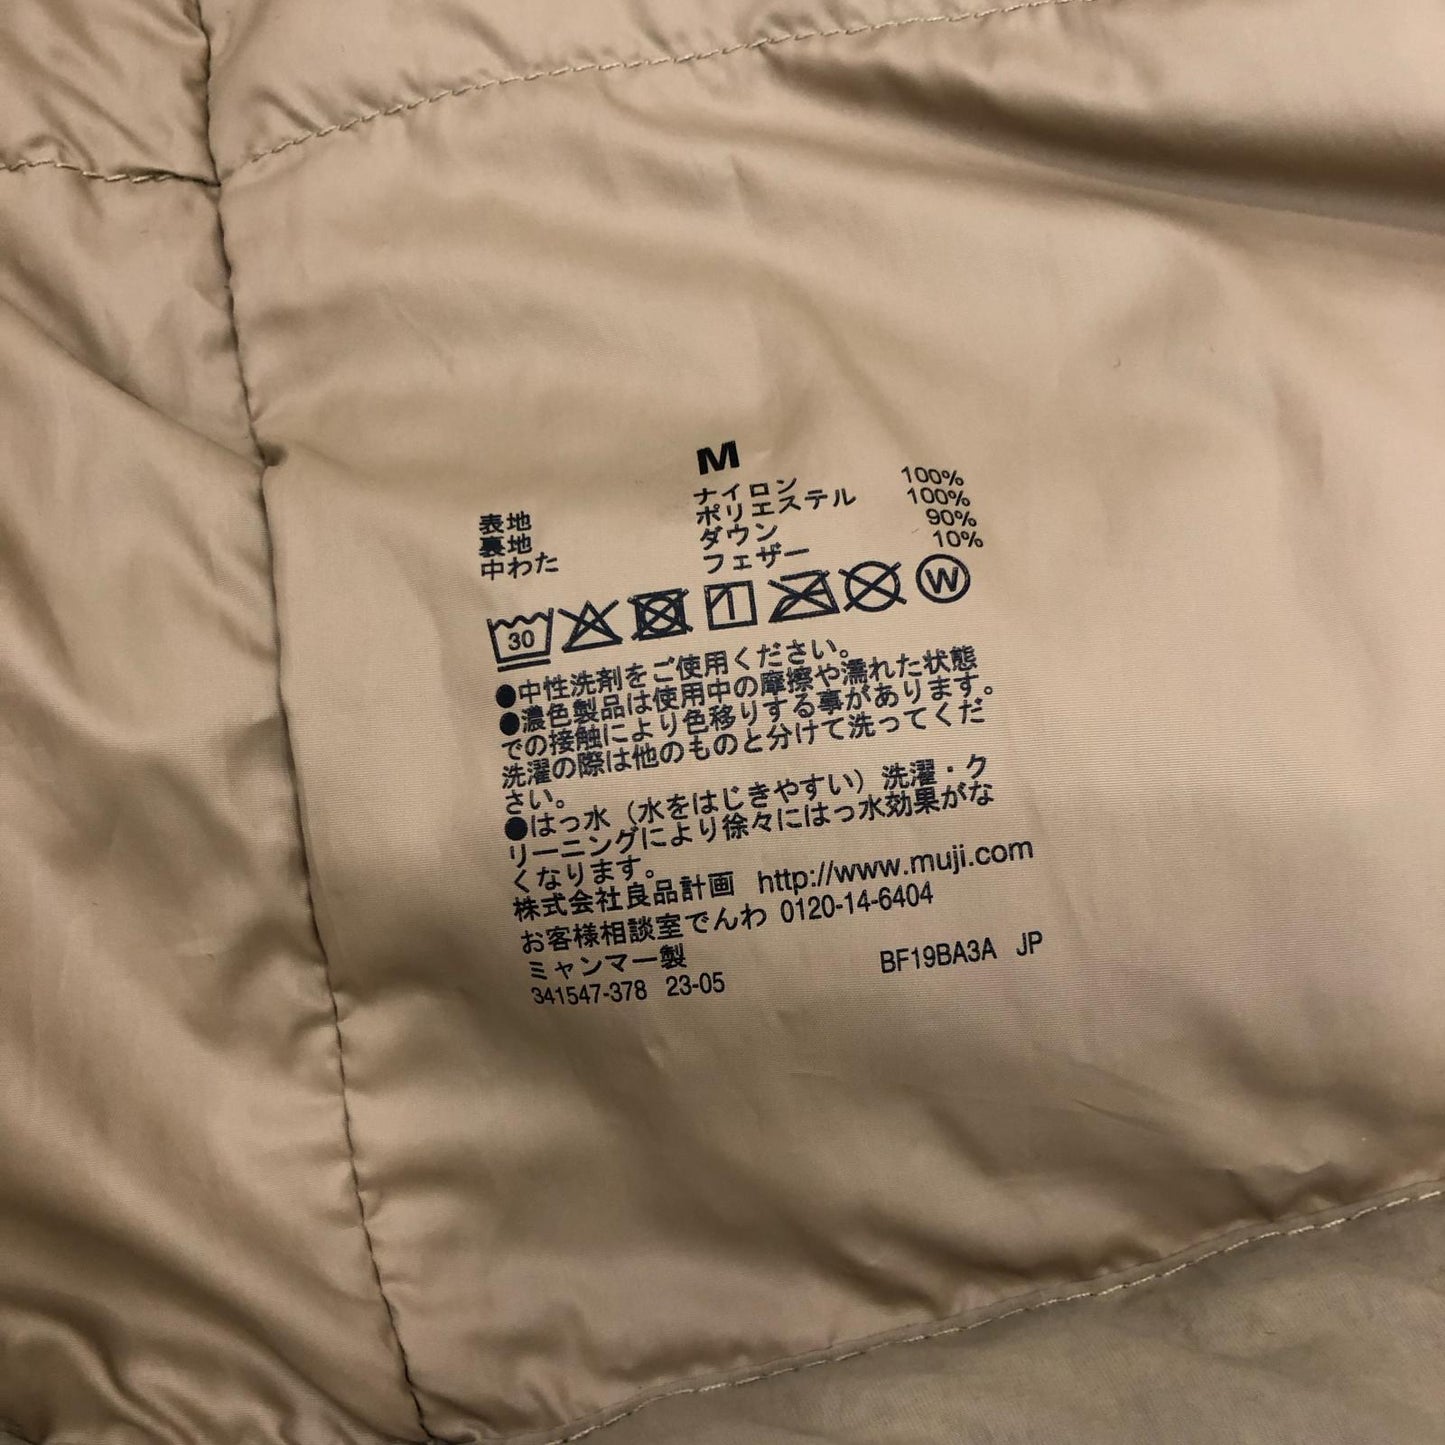 M
表地 ナイロン 100%
裏地 ポリエステル 100%
中わた ダウン 90%
フェザー 10%
30 W
●中性洗剤をご使用ください。
●濃色製品は使用中の摩擦や濡れた状態
での接触により色移りする事があります。
洗濯の際は他のものと分けて洗ってくだ
さい。
●はっ水（水をはじきやすい）洗濯・ク
リーニングにより徐々にはっ水効果がな
くなります。
株式会社良品計画 http://www.muji.com
お客様相談室でんわ 0120-14-6404
ミャンマー製 BF19BA3A JP
341547-378 23-05